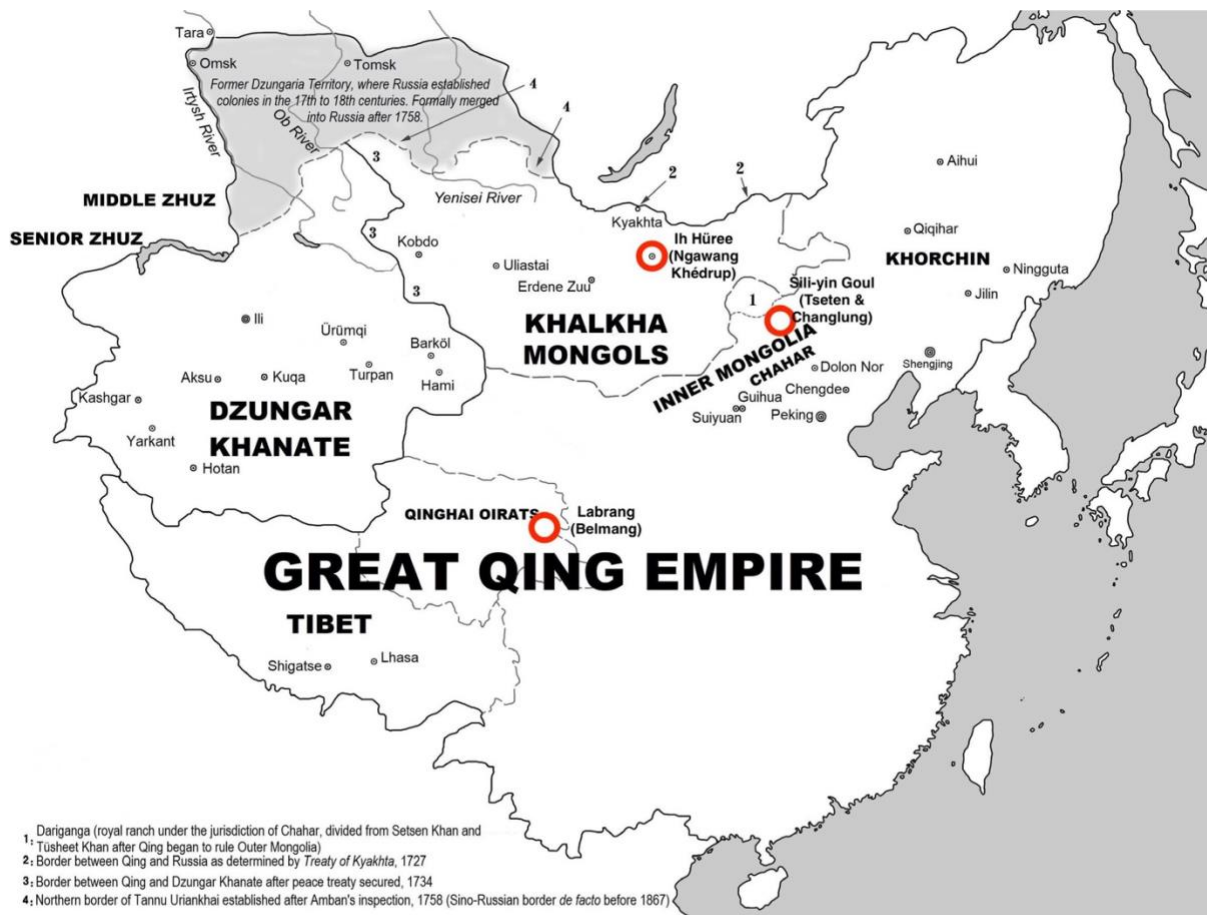 Tara
Omsk
Tomsk
Former Dzungaria Territory, where Russia established
colonies in the 17th to 18th centuries. Formally merged
into Russia after 1758.
Irtysh River
Ob River
4
4
3
2
2
Aihui
MIDDLE ZHUZ
Yenisei River
Kyakhta
SENIOR ZHUZ
3
Kobdo
Ih Hüree
(Ngawang
Khédrup)
Qiqihar
KHORCHIN
Uliastai
Erdene Zuu
Ningguta
3
1
Sili-yin Goul
(Tseten &
Changlung)
Jilin
Ili
KHALKHA
MONGOLS
Ürümqi
Barköl
INNER MONGOLIA
CHAHAR
Shengjing
Aksu
Kuqa
Turpan
Hami
Dolon Nor
Chengde
Kashgar
DZUNGAR
KHANATE
Guihua
Suiyuan
Peking
Yarkant
Hotan
QINGHAI OIRATS
Labrang
(Belmang)
GREAT QING EMPIRE
TIBET
Shigatse
Lhasa
1: Dariganga (royal ranch under the jurisdiction of Chahar, divided from Setsen Khan and
Tüsheet Khan after Qing began to rule Outer Mongolia)
2: Border between Qing and Russia as determined by Treaty of Kyakhta, 1727
3: Border between Qing and Dzungar Khanate after peace treaty secured, 1734
4: Northern border of Tannu Uriankhai established after Amban's inspection, 1758 (Sino-Russian border de facto before 1867)